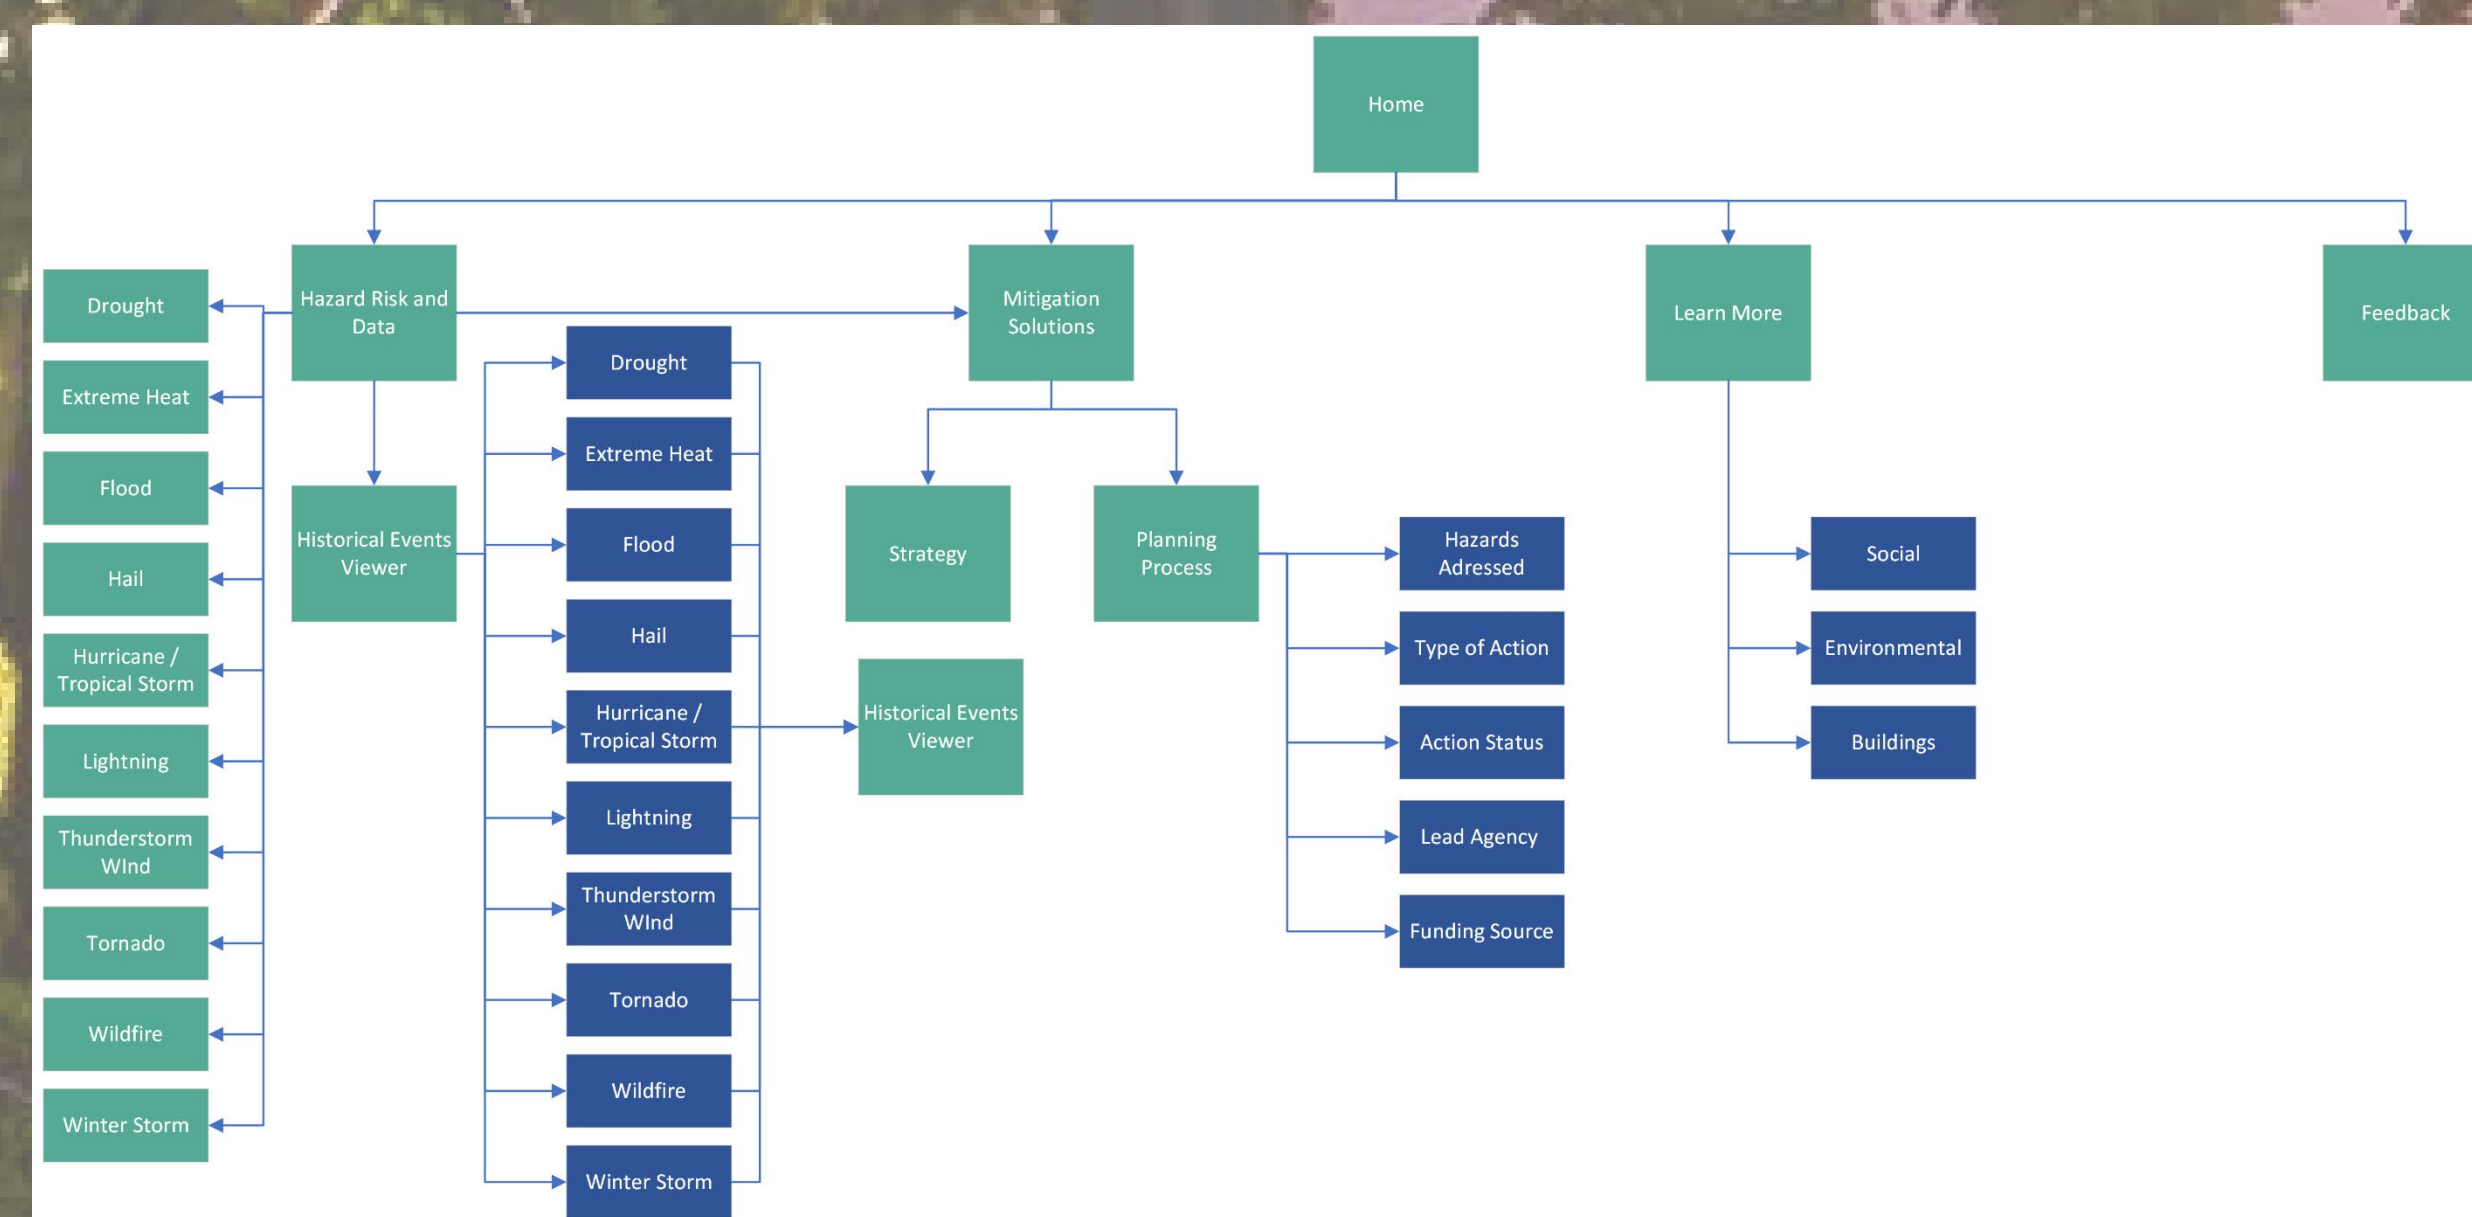 Home
Hazard Risk and
Data
Mitigation
Solutions
Learn More
Feedback
Drought
Extreme Heat
Flood
Hail
Hurricane /
Tropical Storm
Lightning
Thunderstorm
WInd
Tornado
Wildfire
Winter Storm
Historical Events
Viewer
Drought
Extreme Heat
Flood
Hail
Hurricane /
Tropical Storm
Lightning
Thunderstorm
WInd
Tornado
Wildfire
Winter Storm
Historical Events
Viewer
Strategy
Planning
Process
Hazards
Adressed
Type of Action
Action Status
Lead Agency
Funding Source
Social
Environmental
Buildings